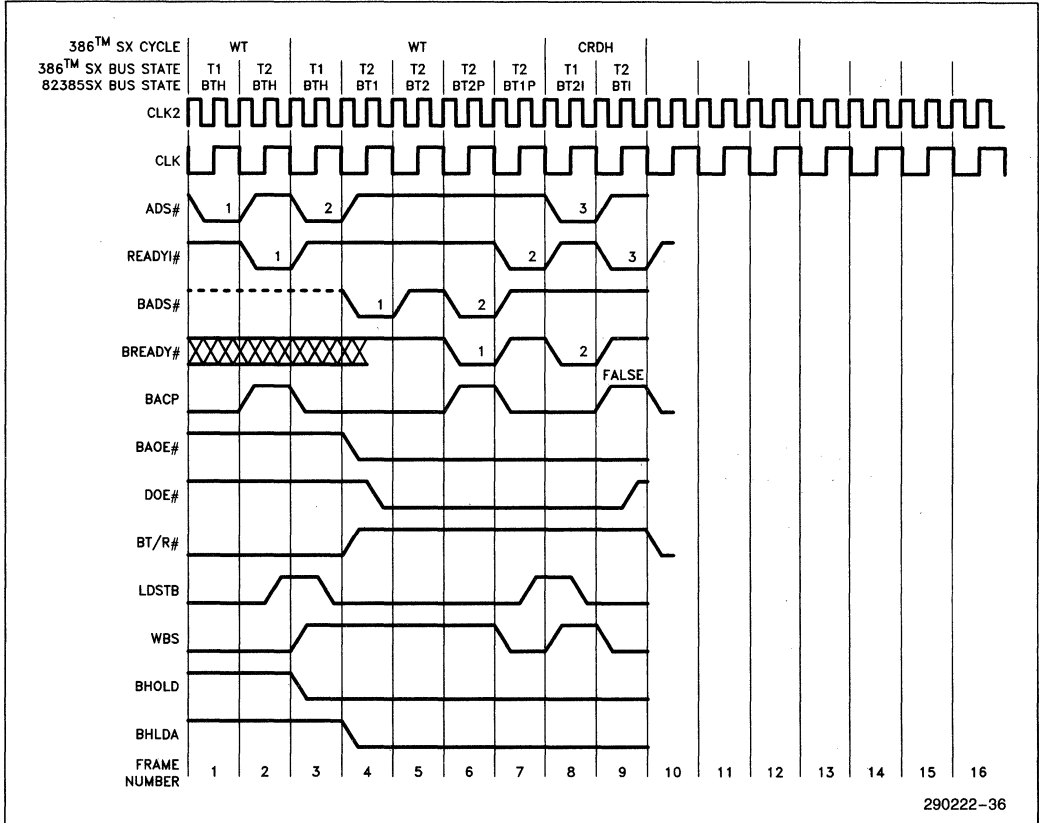 386™ SX CYCLE WT WT CRDH
386™ SX BUS STATE T1 T2 T1 T2 T2 T2 T2 T1 T2
82385SX BUS STATE BTH BTH BTH BT1 BT2 BT2P BT1P BT2I BTI
CLK2
CLK
ADS# 1 2 3
READYI# 1 2 3
BADS# 1 2
BREADY# 1 2
FALSE
BACP
BAOE#
DOE#
BT/R#
LDSTB
WBS
BHOLD
BHLDA
FRAME
NUMBER 1 2 3 4 5 6 7 8 9 10 11 12 13 14 15 16
290222-36